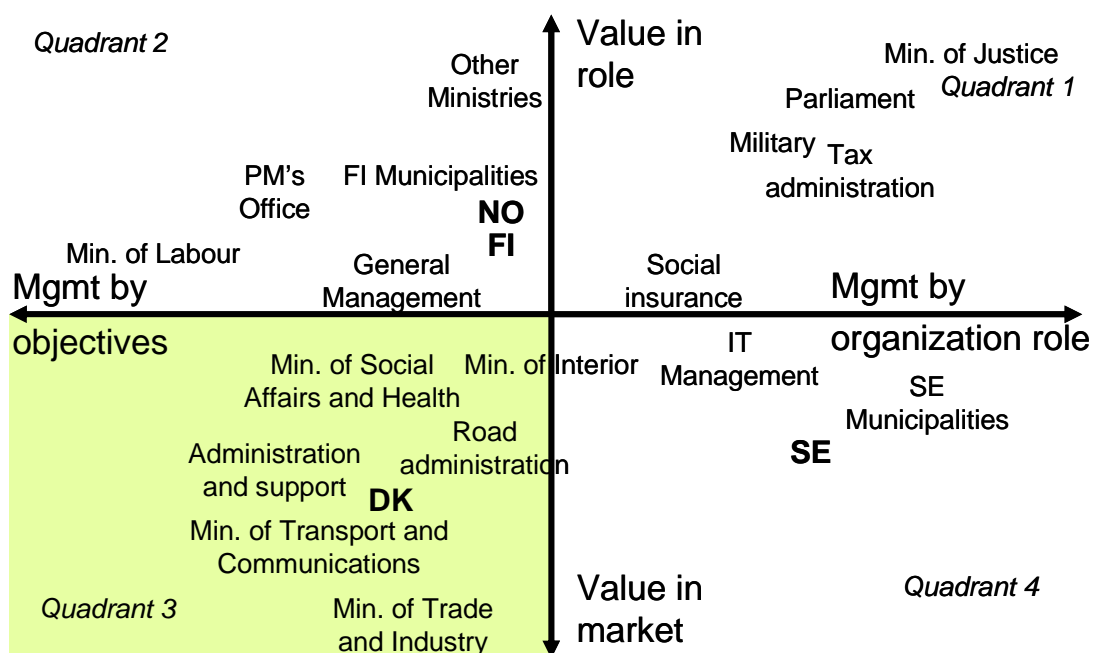 Quadrant 2
Value in
role
Other
Ministries
Min. of Justice
Quadrant 1
Parliament
Military
Tax
administration
PM's
Office
FI Municipalities
NO
FI
Min. of Labour
General
Management
Social
insurance
Mgmt by
objectives
Mgmt by
organization role
Min. of Social
Affairs and Health
Min. of Interior
IT
Management
SE
Municipalities
Road
administration
Administration
and support
SE
DK
Min. of Transport and
Communications
Quadrant 3
Min. of Trade
and Industry
Value in
market
Quadrant 4